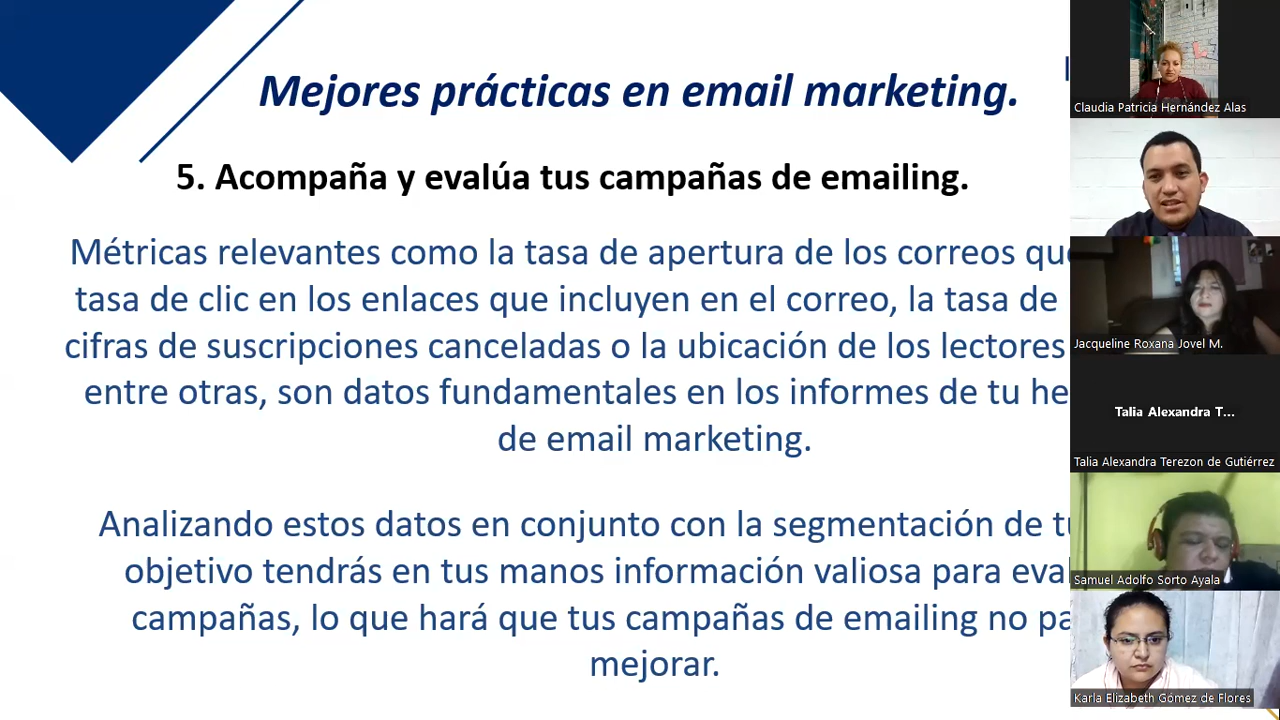 Mejores prácticas en email marketing.
5. Acompaña y evalúa tus campañas de emailing.
Métricas relevantes como la tasa de apertura de los correos que
tasa de clic en los enlaces que incluyen en el correo, la tasa de
cifras de suscripciones canceladas o la ubicación de los lectores
entre otras, son datos fundamentales en los informes de tu he
de email marketing.
Analizando estos datos en conjunto con la segmentación de tu
objetivo tendrás en tus manos información valiosa para eva
campañas, lo que hará que tus campañas de emailing no pa
mejorar.
Claudia Patricia Hernández Alas
Jacqueline Roxana Jovel M.
Talia Alexandra T...
Talia Alexandra Terezon de Gutiérrez
Samuel Adolfo Sorto Ayala
Karla Elizabeth Gómez de Flores